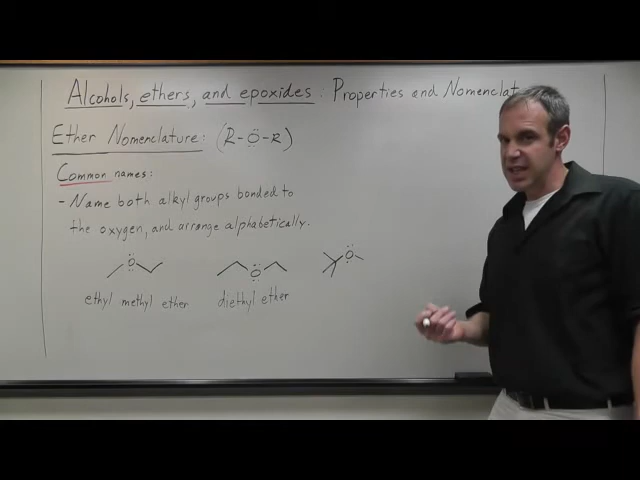 Alcohols, ethers, and epoxides: Properties and Nomenclat
Ether Nomenclature: (R-Ö-R)
Common names:
- Name both alkyl groups bonded to
the oxygen, and arrange alphabetically.
O O O
ethyl methyl ether diethyl ether